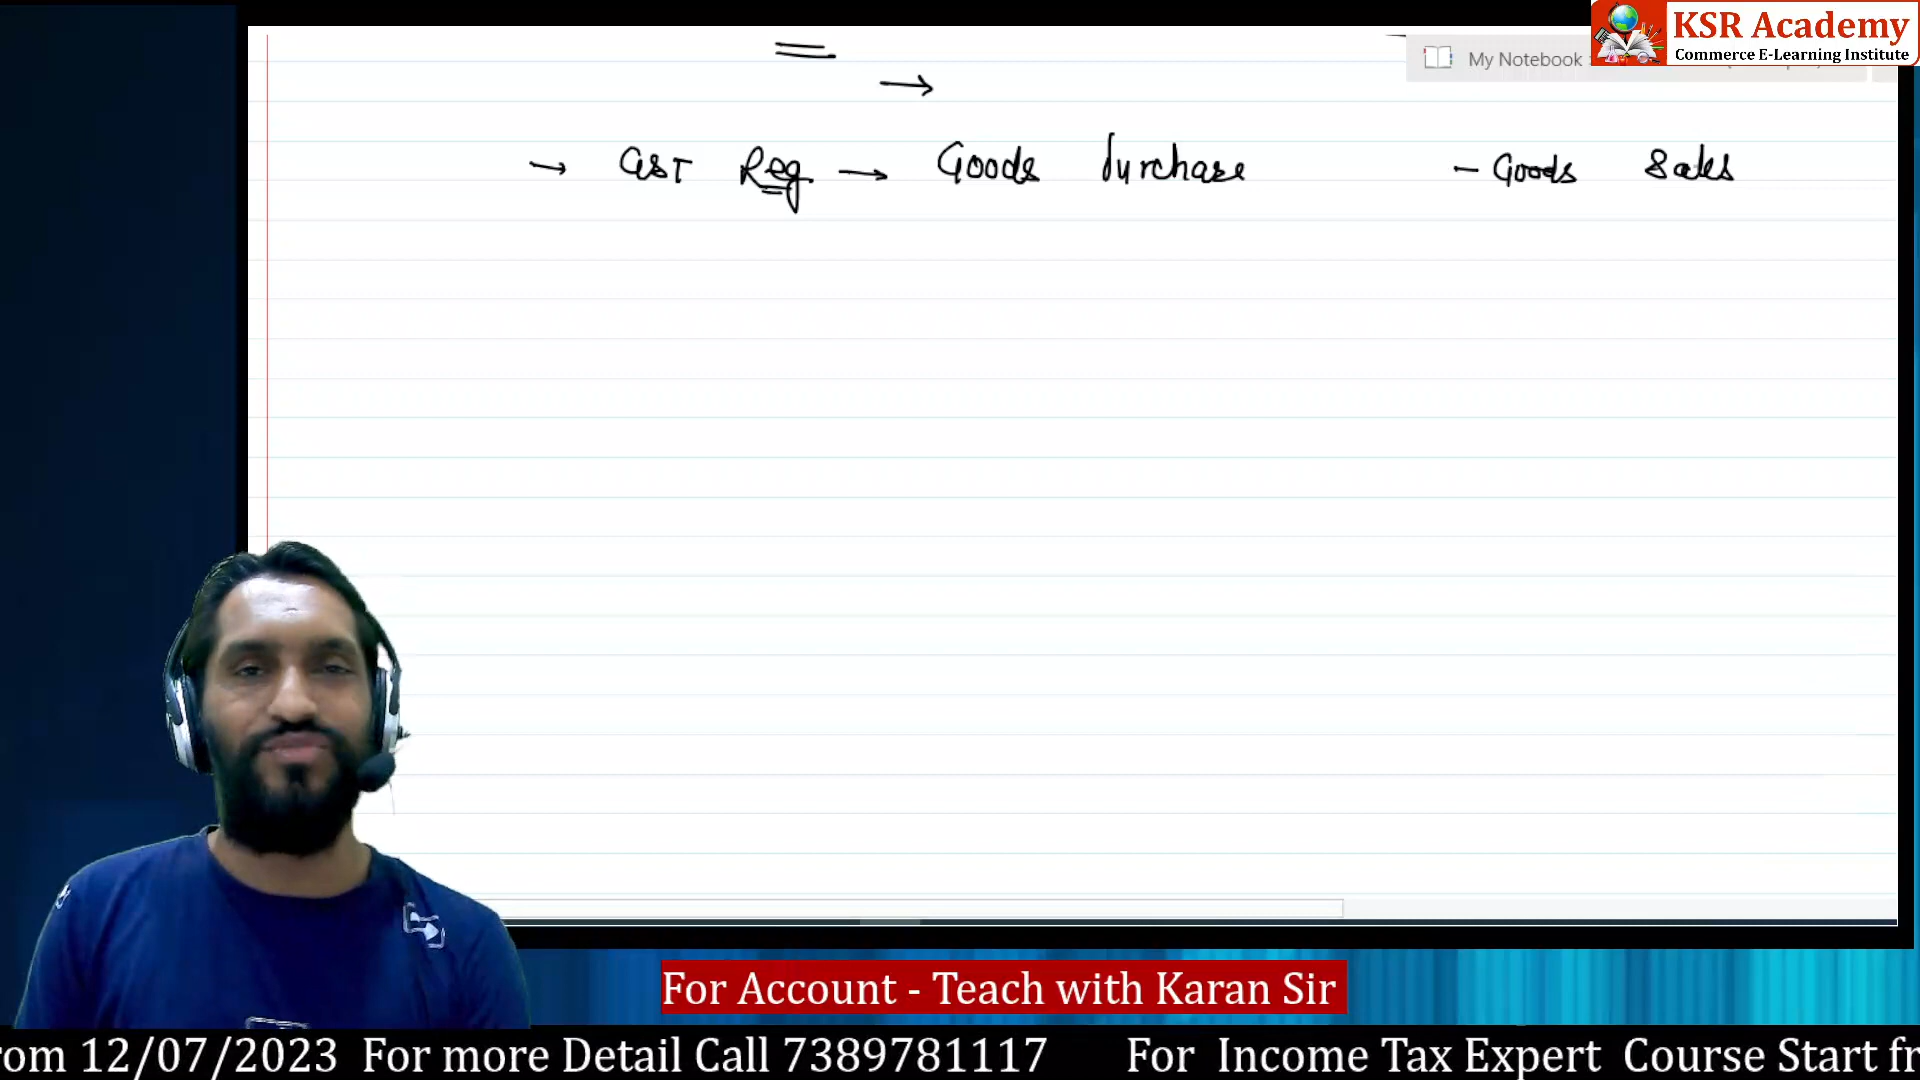 KSR Academy
Commerce E-Learning Institute
My Notebook
→ GST Reg → Goods Purchase - Goods Sales
For Account - Teach with Karan Sir
rom 12/07/2023 For more Detail Call 7389781117 For Income Tax Expert Course Start fr